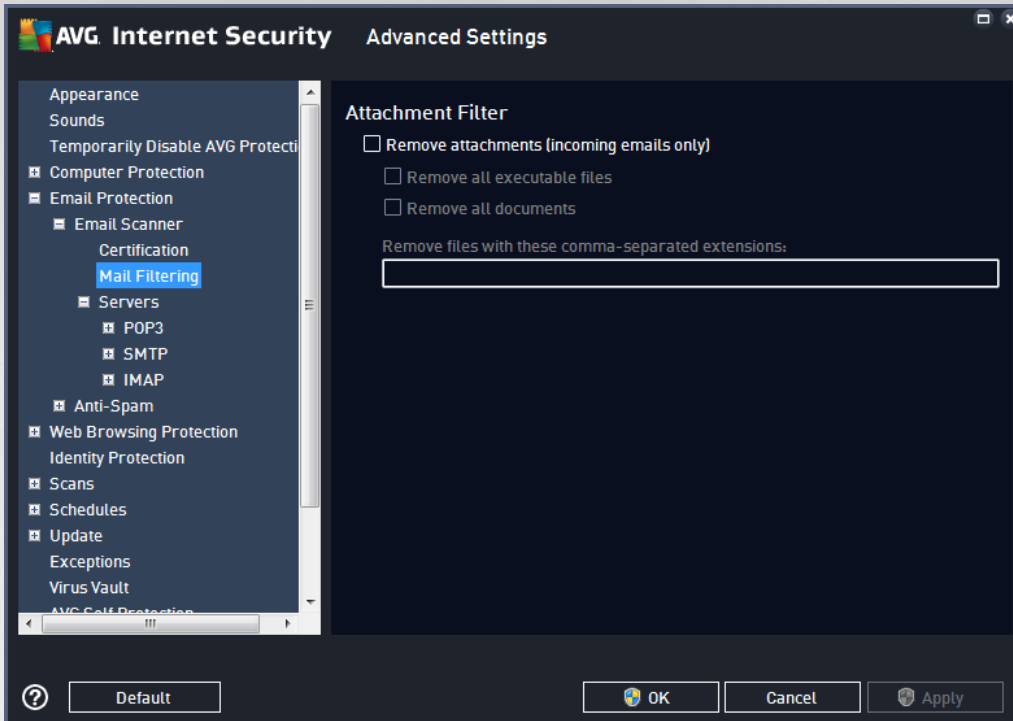 AVG. Internet Security Advanced Settings
Appearance
Sounds
Temporarily Disable AVG Protecti
Computer Protection
Email Protection
Email Scanner
Certification
Mail Filtering
Servers
POP3
SMTP
IMAP
Anti-Spam
Web Browsing Protection
Identity Protection
Scans
Schedules
Update
Exceptions
Virus Vault
AVG Self Protection
Attachment Filter
Remove attachments (incoming emails only)
Remove all executable files
Remove all documents
Remove files with these comma-separated extensions:
? Default OK Cancel Apply